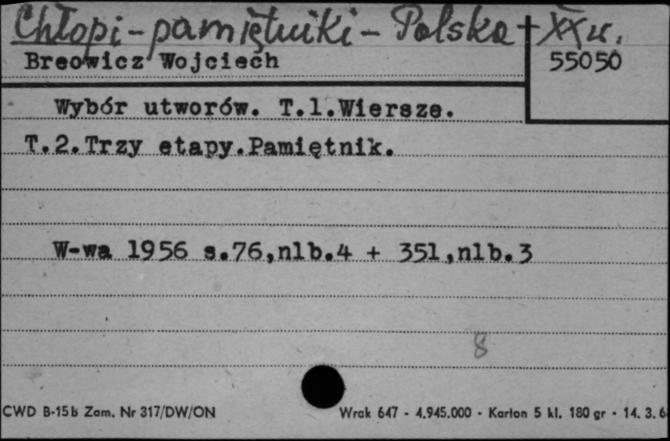 Chłopi - pamiętniki - Polska + XX w.
Breowicz Wojciech
55050
Wybór utworów. T.1.Wiersze.
T.2.Trzy etapy.Pamiętnik.
W-wa 1956 s.76,nlb.4 + 351,nlb.3
8
CWD B-15b Zam. Nr 317/DW/ON
Wrak 647 - 4.945.000 - Karton 5 kl. 180 gr - 14. 3. 6